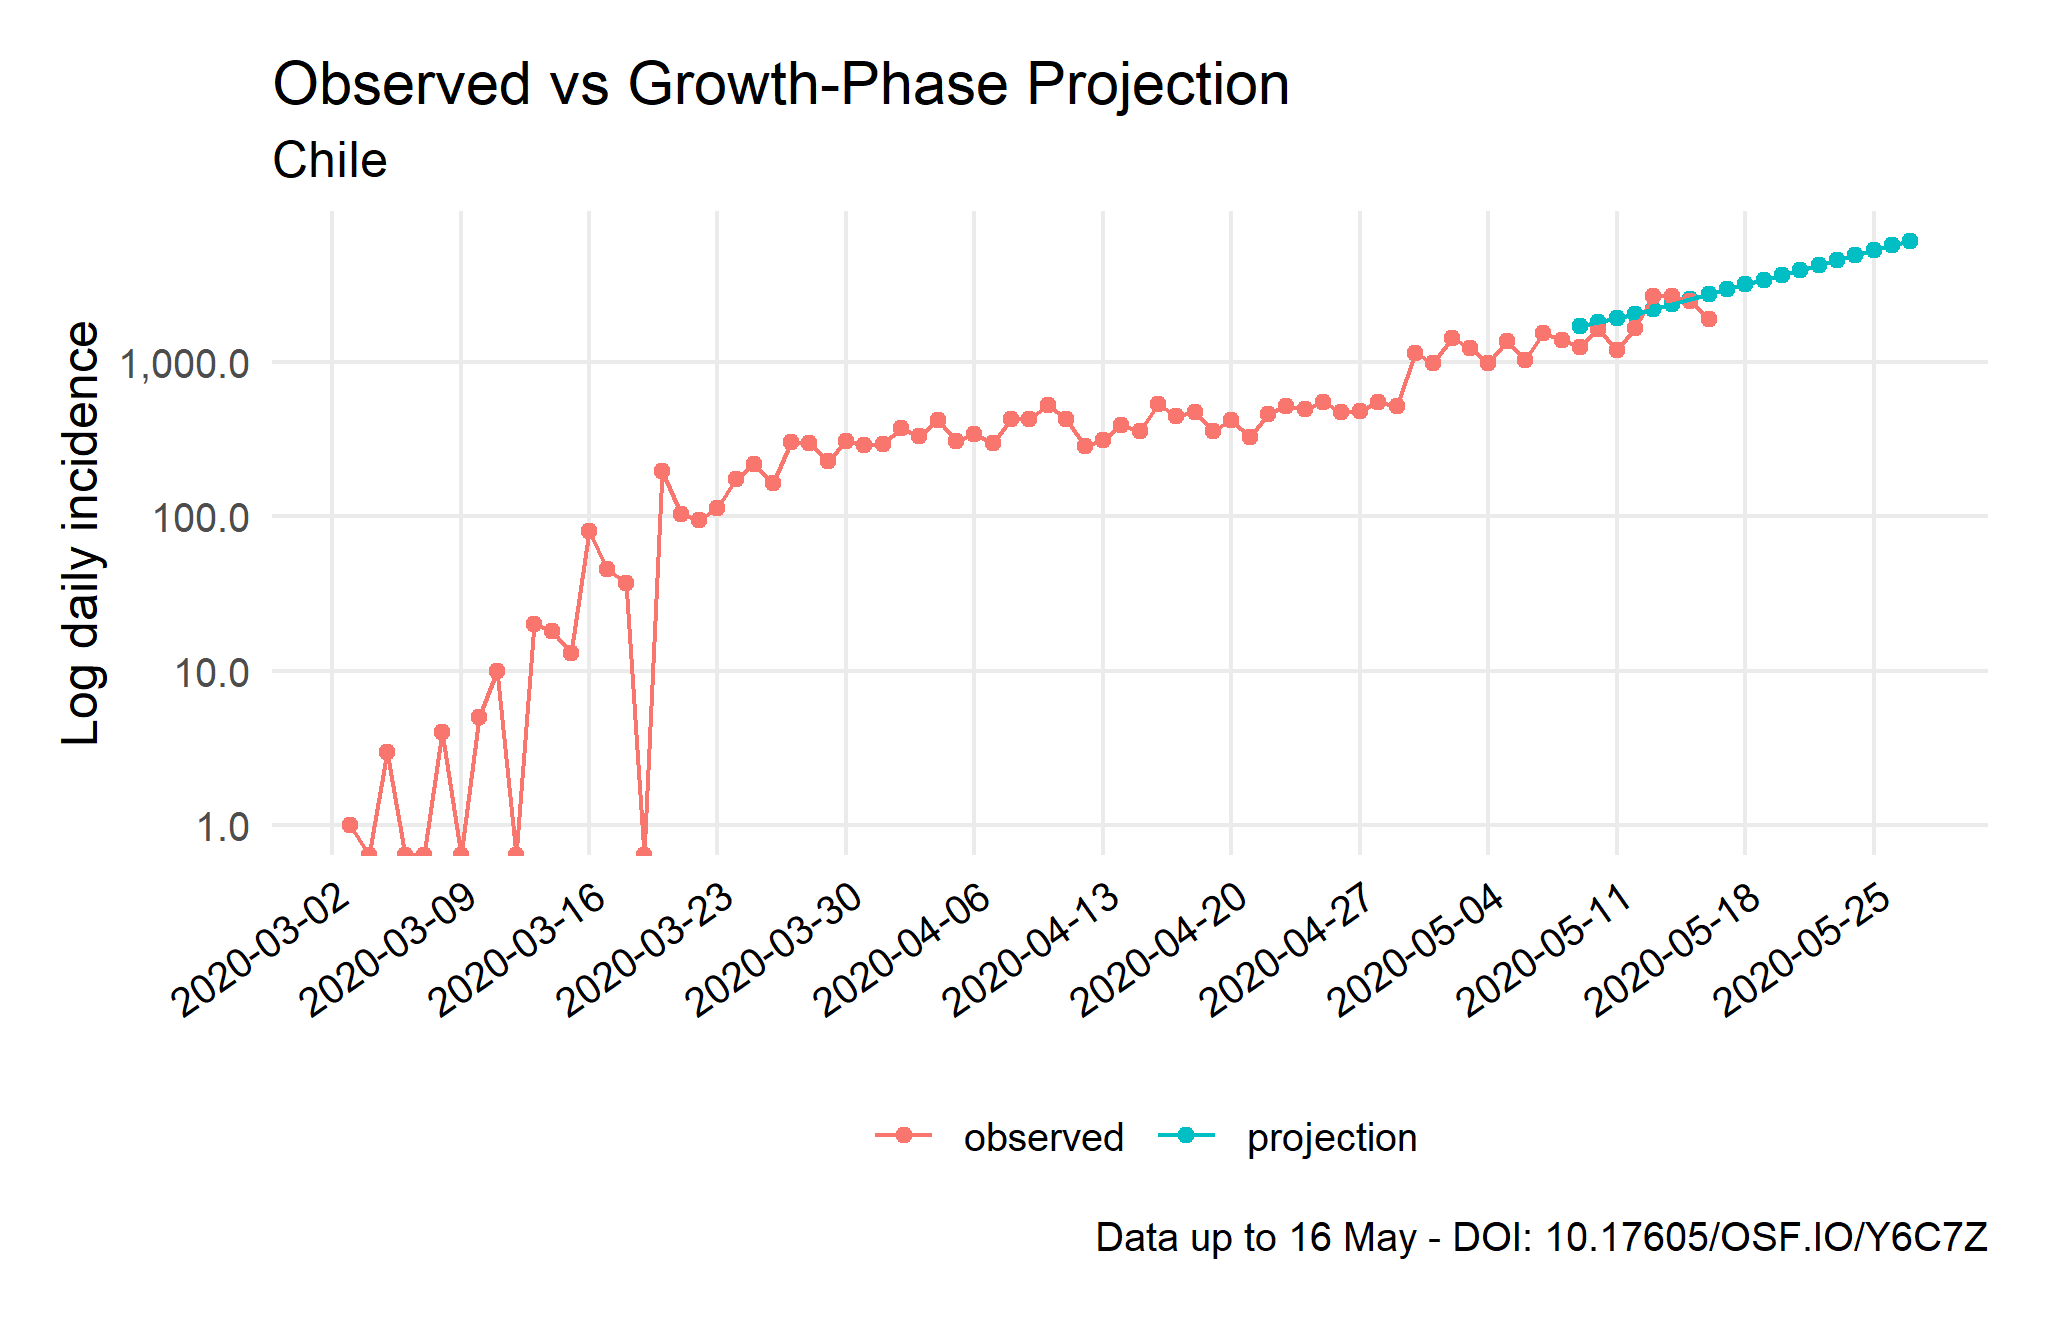 Observed vs Growth-Phase Projection
Chile
Log daily incidence
1,000.0
100.0
10.0
1.0
2020-03-02
2020-03-09
2020-03-16
2020-03-23
2020-03-30
2020-04-06
2020-04-13
2020-04-20
2020-04-27
2020-05-04
2020-05-11
2020-05-18
2020-05-25
observed
projection
Data up to 16 May - DOI: 10.17605/OSF.IO/Y6C7Z